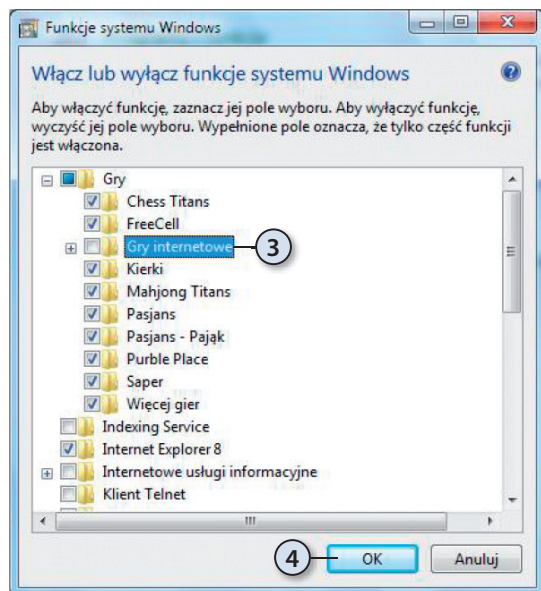 Funkcje systemu Windows
Włącz lub wyłącz funkcje systemu Windows
Aby włączyć funkcję, zaznacz jej pole wyboru. Aby wyłączyć funkcję,
wyczyść jej pole wyboru. Wypełnione pole oznacza, że tylko część funkcji
jest włączona.
Gry
Chess Titans
FreeCell
Gry internetowe 3
Kierki
Mahjong Titans
Pasjans
Pasjans - Pająk
Purble Place
Saper
Więcej gier
Indexing Service
Internet Explorer 8
Internetowe usługi informacyjne
Klient Telnet
4 OK Anuluj